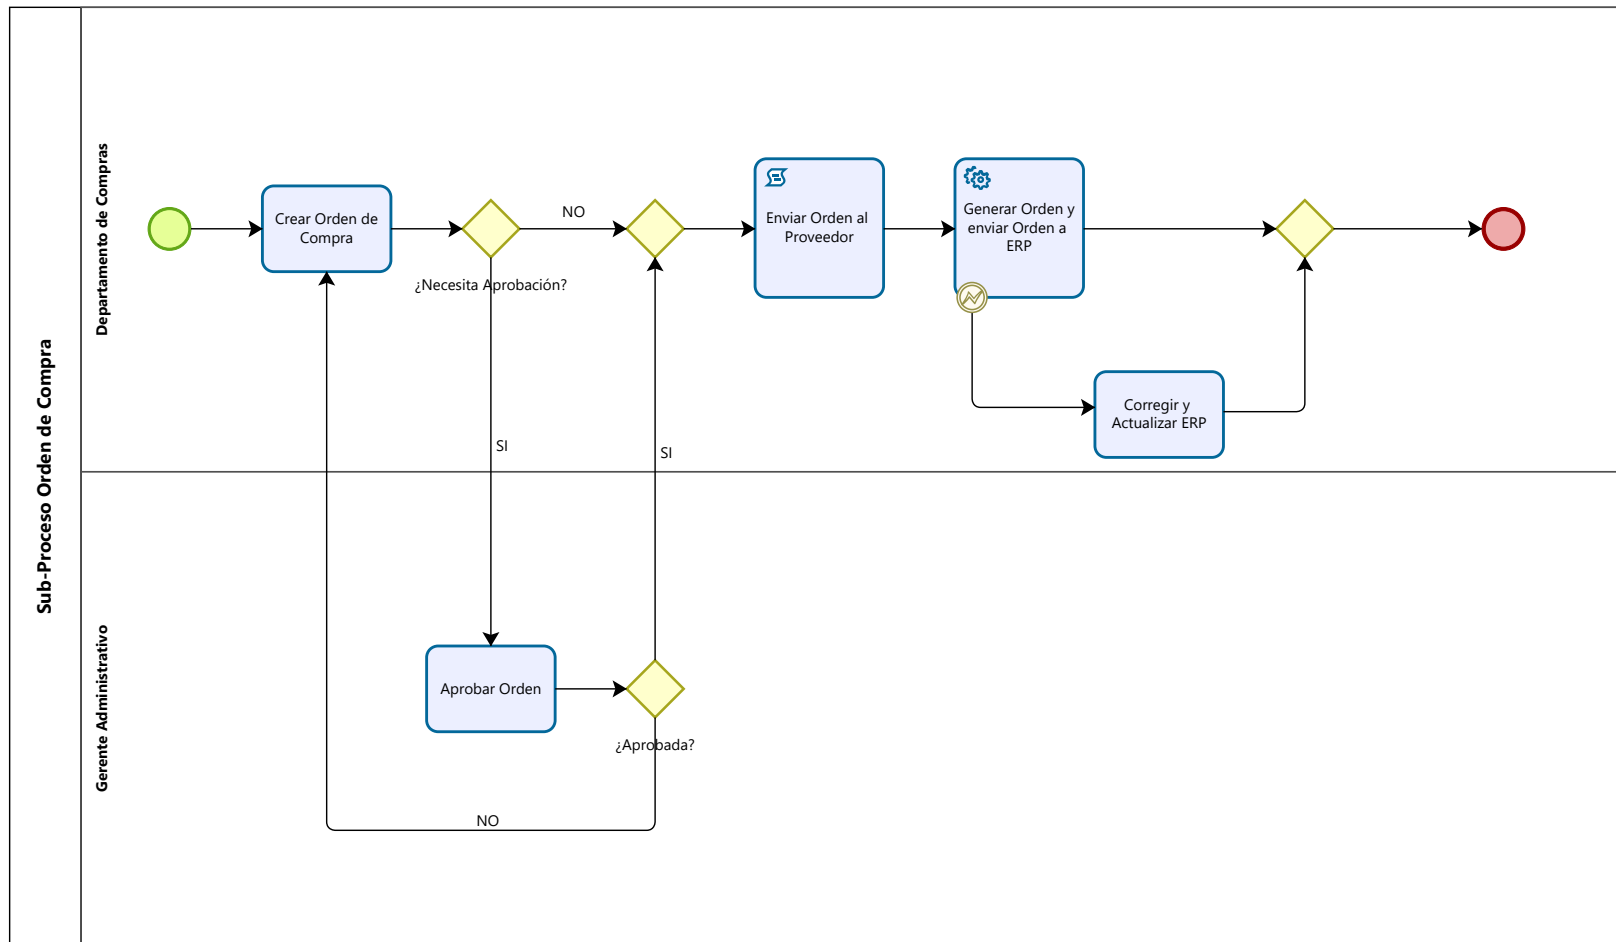 Sub-Proceso Orden de Compra
Departamento de Compras
Crear Orden de
Compra
¿Necesita Aprobación?
NO
SI
SI
Enviar Orden al
Proveedor
Generar Orden y
enviar Orden a
ERP
Corregir y
Actualizar ERP
Gerente Administrativo
Aprobar Orden
¿Aprobada?
NO